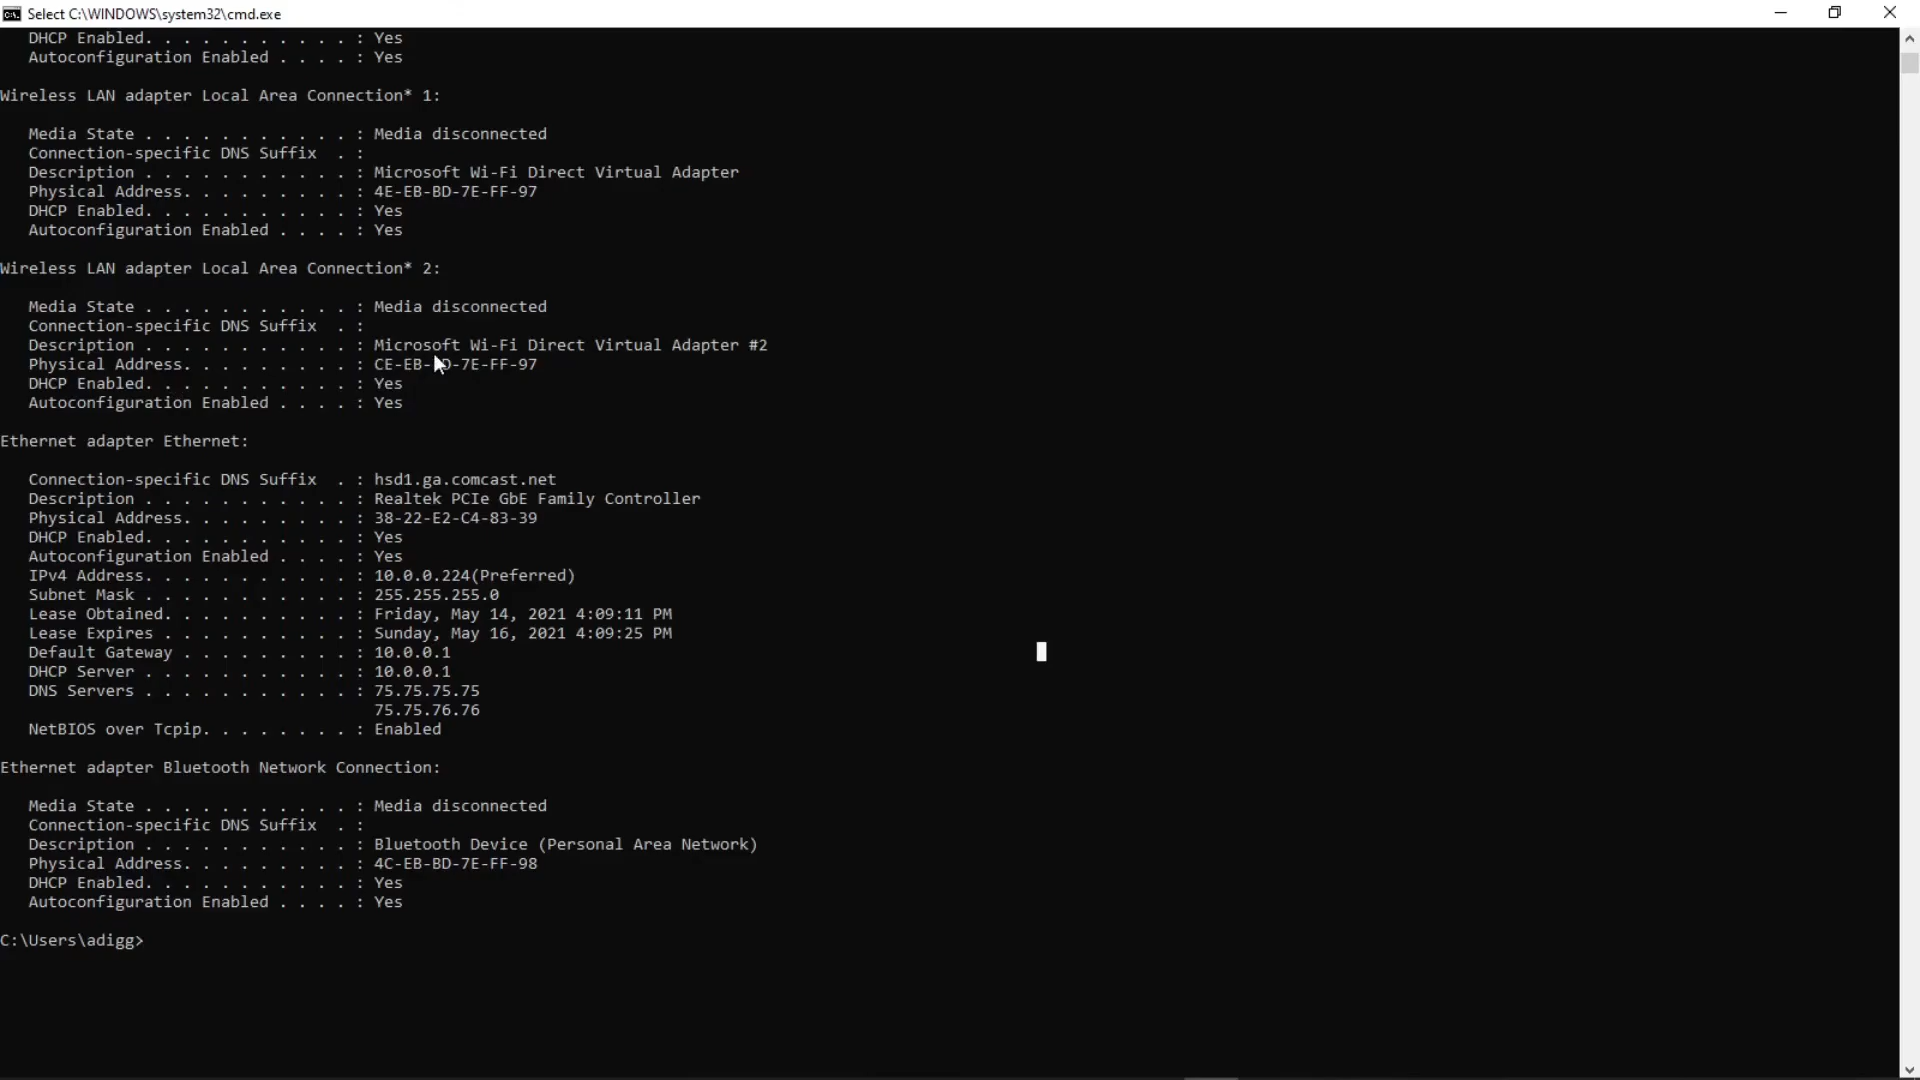 Select C:\WINDOWS\system32\cmd.exe
DHCP Enabled. . . . . . . . . . . : Yes
Autoconfiguration Enabled . . . . : Yes
Wireless LAN adapter Local Area Connection* 1:
Media State . . . . . . . . . . . : Media disconnected
Connection-specific DNS Suffix  . :
Description . . . . . . . . . . . : Microsoft Wi-Fi Direct Virtual Adapter
Physical Address. . . . . . . . . : 4E-EB-BD-7E-FF-97
DHCP Enabled. . . . . . . . . . . : Yes
Autoconfiguration Enabled . . . . : Yes
Wireless LAN adapter Local Area Connection* 2:
Media State . . . . . . . . . . . : Media disconnected
Connection-specific DNS Suffix  . :
Description . . . . . . . . . . . : Microsoft Wi-Fi Direct Virtual Adapter #2
Physical Address. . . . . . . . . : CE-EB-BD-7E-FF-97
DHCP Enabled. . . . . . . . . . . : Yes
Autoconfiguration Enabled . . . . : Yes
Ethernet adapter Ethernet:
Connection-specific DNS Suffix  . : hsd1.ga.comcast.net
Description . . . . . . . . . . . : Realtek PCIe GbE Family Controller
Physical Address. . . . . . . . . : 38-22-E2-C4-83-39
DHCP Enabled. . . . . . . . . . . : Yes
Autoconfiguration Enabled . . . . : Yes
IPv4 Address. . . . . . . . . . . : 10.0.0.224(Preferred)
Subnet Mask . . . . . . . . . . . : 255.255.255.0
Lease Obtained. . . . . . . . . . : Friday, May 14, 2021 4:09:11 PM
Lease Expires . . . . . . . . . . : Sunday, May 16, 2021 4:09:25 PM
Default Gateway . . . . . . . . . : 10.0.0.1
DHCP Server . . . . . . . . . . . : 10.0.0.1
DNS Servers . . . . . . . . . . . : 75.75.75.75
75.75.76.76
NetBIOS over Tcpip. . . . . . . . : Enabled
Ethernet adapter Bluetooth Network Connection:
Media State . . . . . . . . . . . : Media disconnected
Connection-specific DNS Suffix  . :
Description . . . . . . . . . . . : Bluetooth Device (Personal Area Network)
Physical Address. . . . . . . . . : 4C-EB-BD-7E-FF-98
DHCP Enabled. . . . . . . . . . . : Yes
Autoconfiguration Enabled . . . . : Yes
C:\Users\adigg>